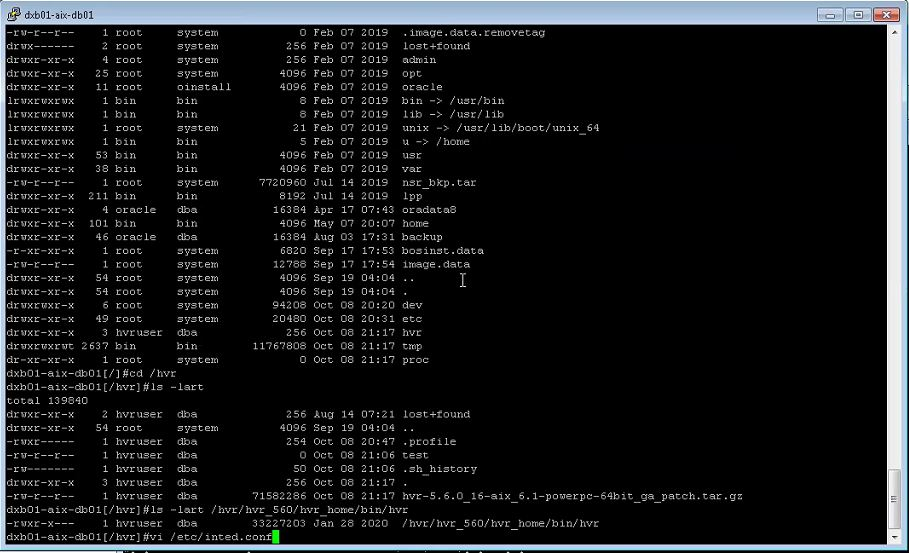 dxb01-aix-db01
-rw-r--r-- 1 root system 0 Feb 07 2019 .image.data.removetag
drwx------ 2 root system 256 Feb 07 2019 lost+found
drwxr-xr-x 4 root system 256 Feb 07 2019 admin
drwxr-xr-x 25 root system 4096 Feb 07 2019 opt
drwxr-xr-x 11 root oinstall 4096 Feb 07 2019 oracle
lrwxrwxrwx 1 bin bin 8 Feb 07 2019 bin -> /usr/bin
lrwxrwxrwx 1 bin bin 8 Feb 07 2019 lib -> /usr/lib
lrwxrwxrwx 1 root system 21 Feb 07 2019 unix -> /usr/lib/boot/unix_64
lrwxrwxrwx 1 bin bin 5 Feb 07 2019 u -> /home
drwxr-xr-x 53 bin bin 4096 Feb 07 2019 usr
drwxr-xr-x 38 bin bin 4096 Feb 07 2019 var
-rw-r--r-- 1 root system 7720960 Jul 14 2019 nsr_bkp.tar
drwxr-xr-x 211 bin bin 8192 Jul 14 2019 lpp
drwxr-xr-x 4 oracle dba 16384 Apr 17 07:43 oradata8
drwxr-xr-x 101 bin bin 4096 May 07 20:07 home
drwxr-xr-x 46 oracle dba 16384 Aug 03 17:31 backup
-r-xr-xr-x 1 root system 6820 Sep 17 17:53 bosinst.data
-rw-r--r-- 1 root system 12788 Sep 17 17:54 image.data
drwxr-xr-x 54 root system 4096 Sep 19 04:04 ..
drwxr-xr-x 54 root system 4096 Sep 19 04:04 .
drwxrwxr-x 6 root system 94208 Oct 08 20:20 dev
drwxr-xr-x 49 root system 20480 Oct 08 20:31 etc
drwxr-xr-x 3 hvruser dba 256 Oct 08 21:17 hvr
drwxrwxrwt 2637 bin bin 11767808 Oct 08 21:17 tmp
dr-xr-xr-x 1 root system 0 Oct 08 21:17 proc
dxb01-aix-db01[/]#cd /hvr
dxb01-aix-db01[/hvr]#ls -lart
total 139840
drwxr-xr-x 2 hvruser dba 256 Aug 14 07:21 lost+found
drwxr-xr-x 54 root system 4096 Sep 19 04:04 ..
-rwxr----- 1 hvruser dba 254 Oct 08 20:47 .profile
-rw-r----- 1 hvruser dba 0 Oct 08 21:06 test
-rw------- 1 hvruser dba 50 Oct 08 21:06 .sh_history
drwxr-xr-x 3 hvruser dba 256 Oct 08 21:17 .
-rw-r----- 1 hvruser dba 71582286 Oct 08 21:17 hvr-5.6.0_16-aix_6.1-powerpc-64bit_ga_patch.tar.gz
dxb01-aix-db01[/hvr]#ls -lart /hvr/hvr_560/hvr_home/bin/hvr
-rwxr-xr-x 1 hvruser dba 33227203 Jan 28 2020 /hvr/hvr_560/hvr_home/bin/hvr
dxb01-aix-db01[/hvr]#vi /etc/inted.conf